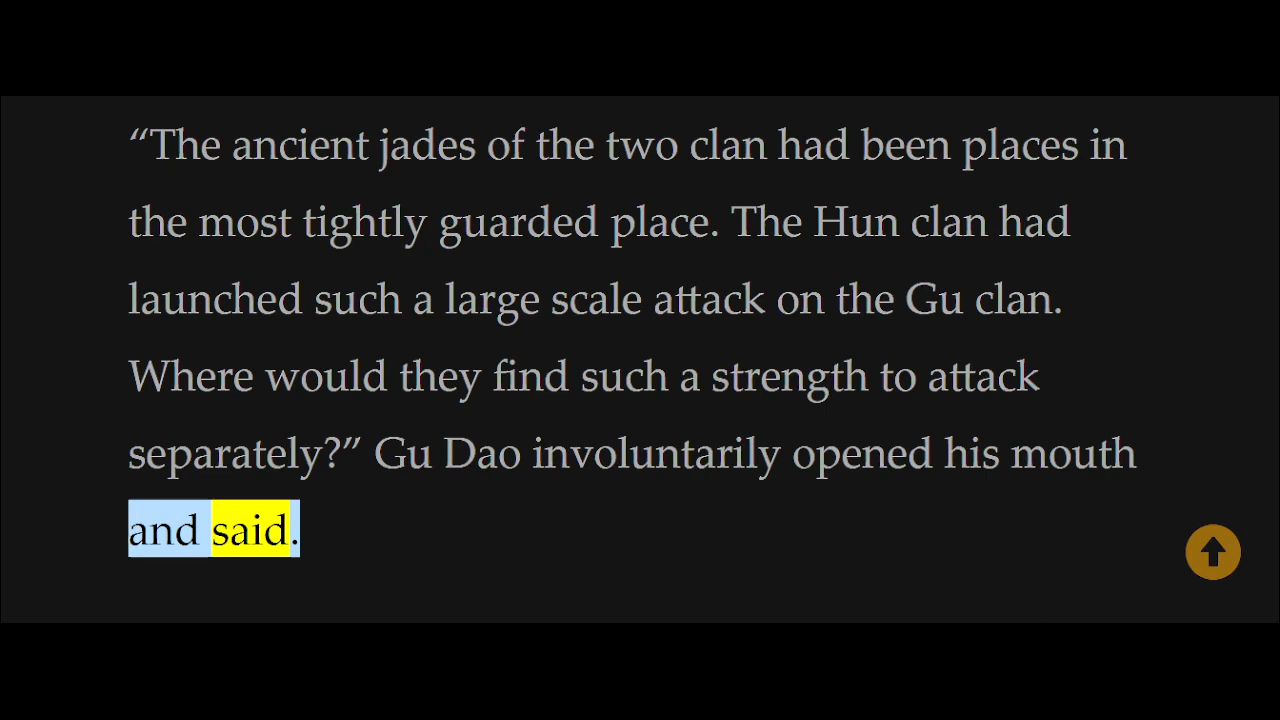 “The ancient jades of the two clan had been places in
the most tightly guarded place. The Hun clan had
launched such a large scale attack on the Gu clan.
Where would they find such a strength to attack
separately?” Gu Dao involuntarily opened his mouth
and said.